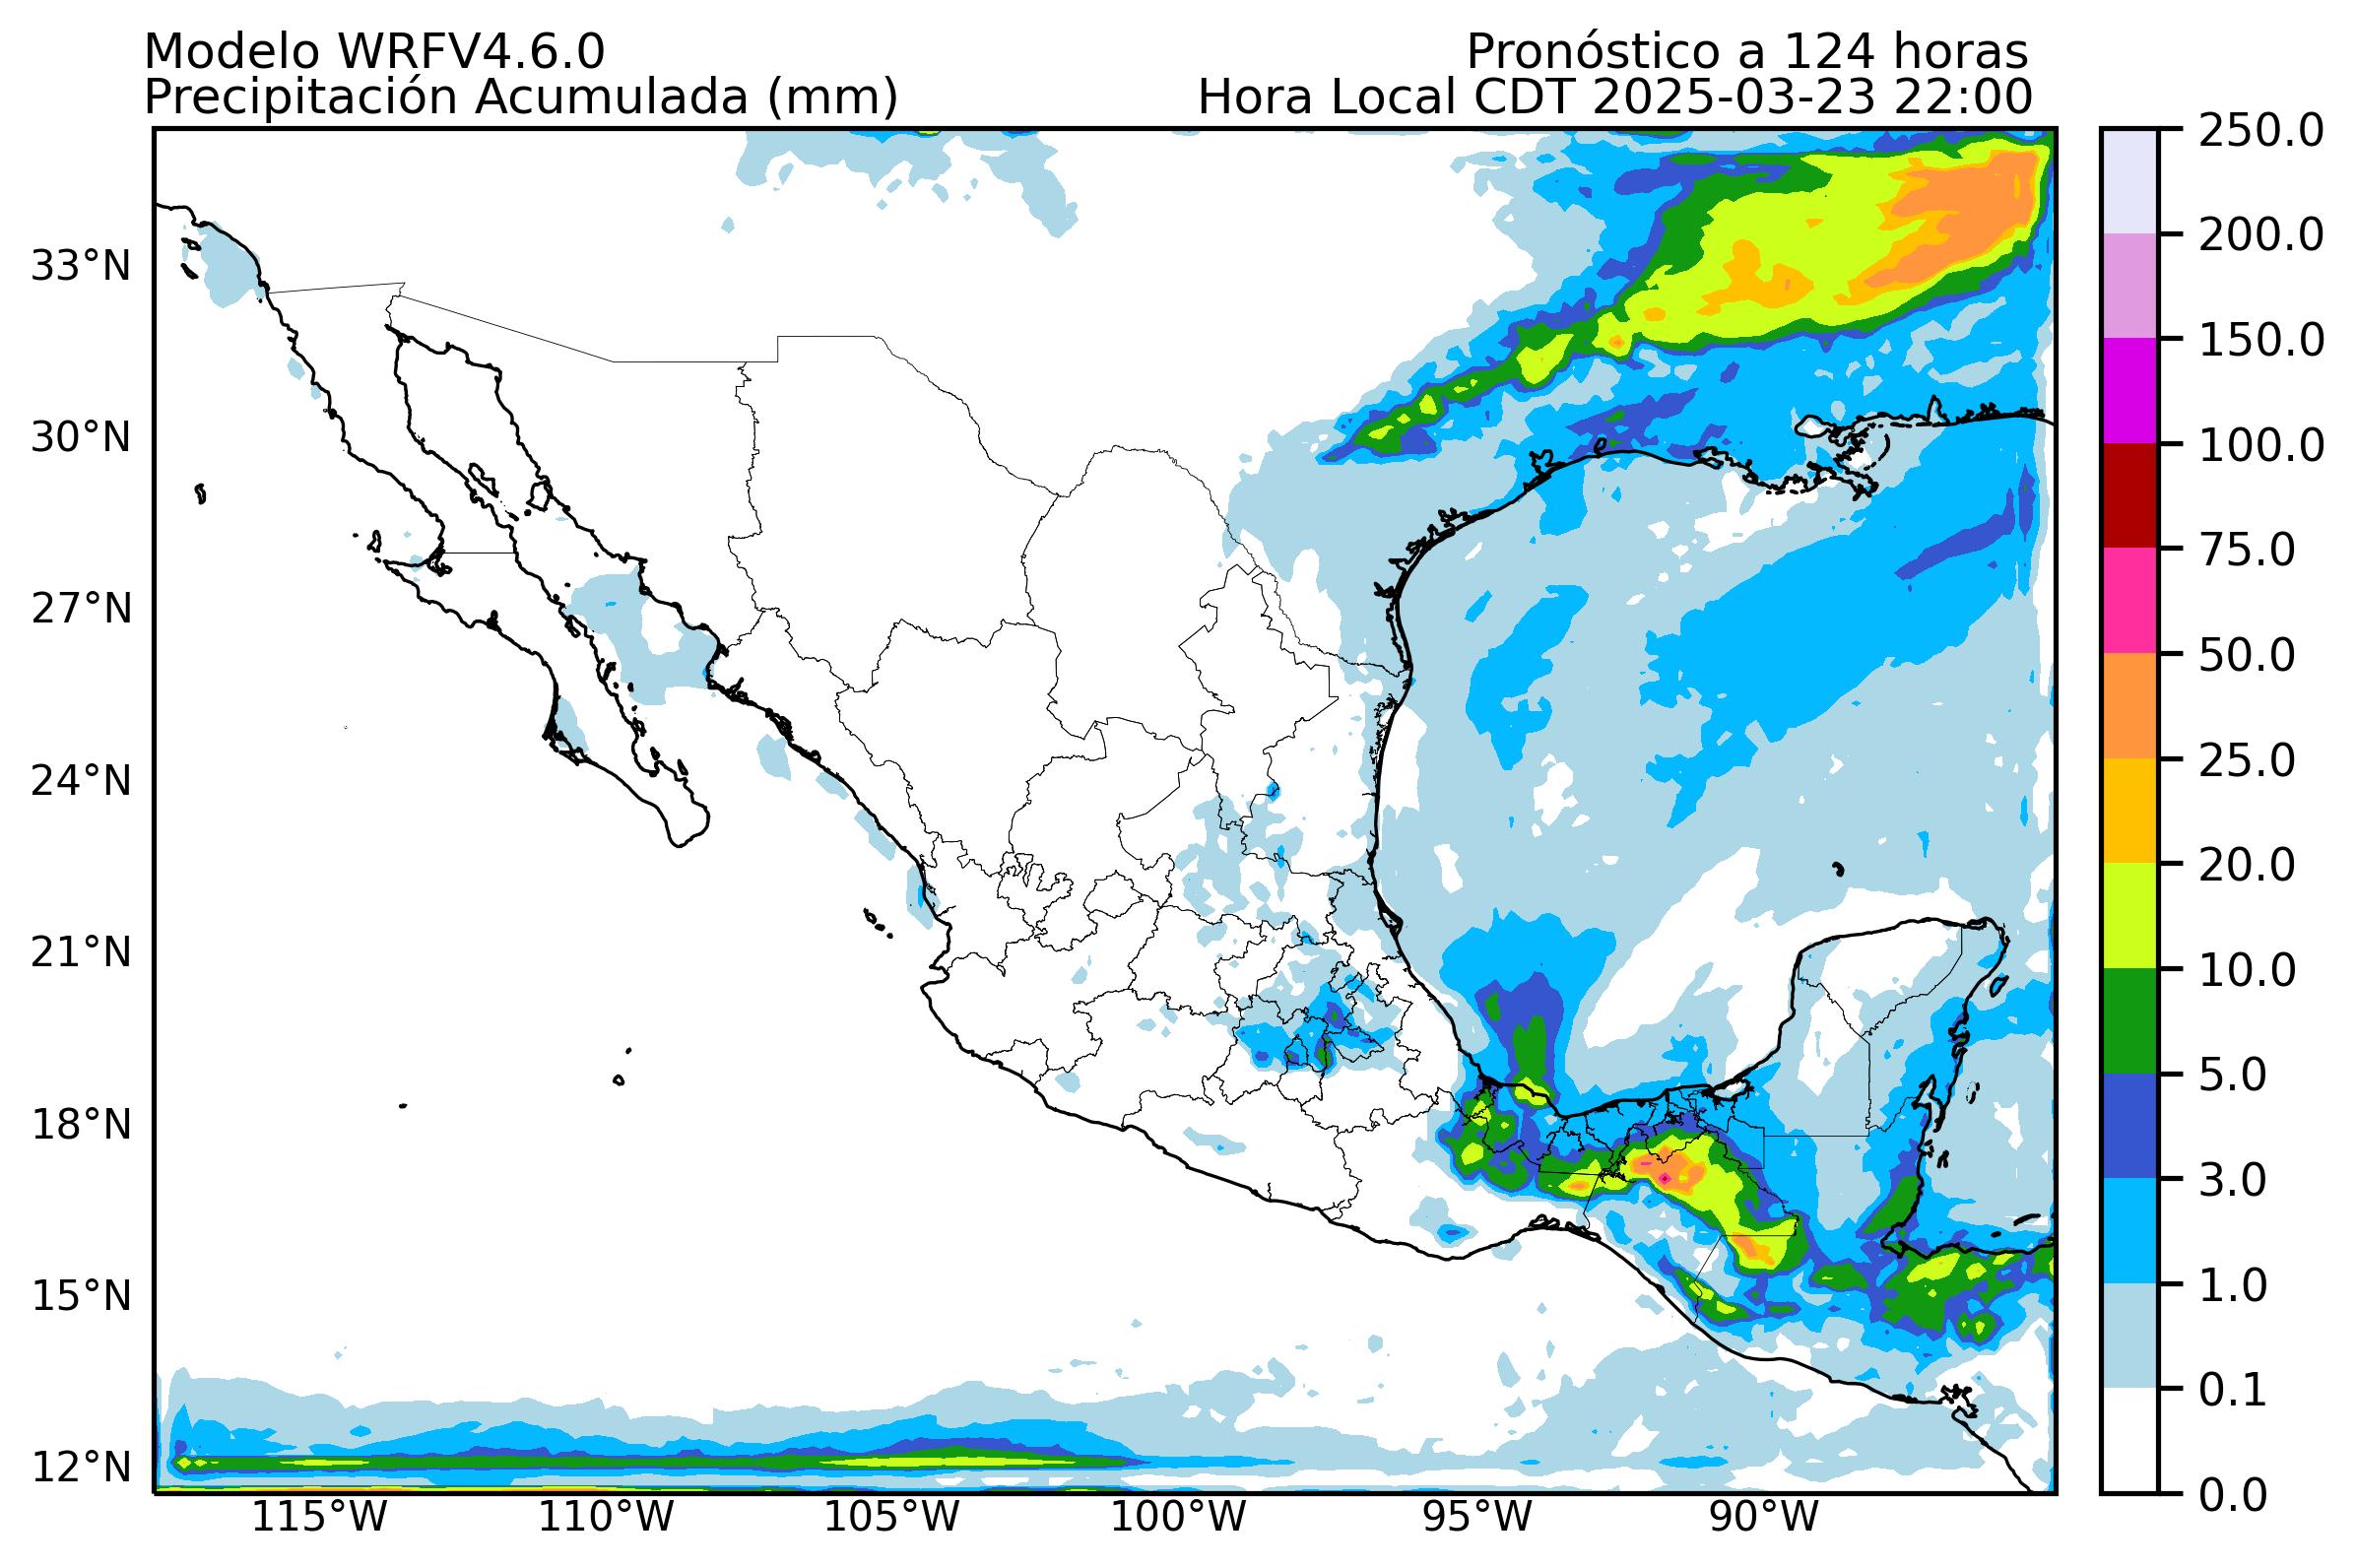 Modelo WRFV4.6.0
Pronóstico a 124 horas
Precipitación Acumulada (mm)
Hora Local CDT 2025-03-23 22:00
33°N
30°N
27°N
24°N
21°N
18°N
15°N
12°N
115°W
110°W
105°W
100°W
95°W
90°W
250.0
200.0
150.0
100.0
75.0
50.0
25.0
20.0
10.0
5.0
3.0
1.0
0.1
0.0